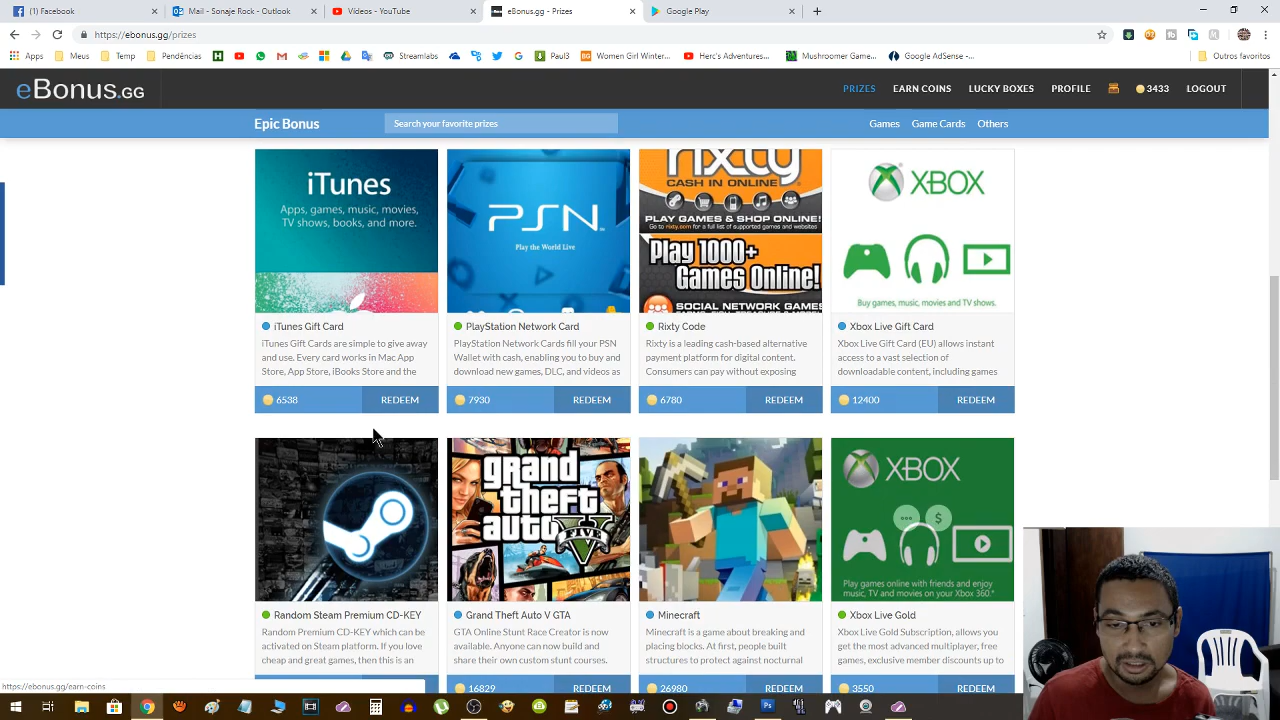 (1) Facebook
Mail - Sonaje Rock - Outlook
YouTube
eBonus.gg - Prizes
Google Play
https://ebonus.gg/prizes
Apps
Meus
Temp
Pendências
Streamlabs
Paul3
Women Girl Winter...
Herc's Adventures...
Mushroomer Game...
Google AdSense -...
Outros favoritos
eBonus.GG
PRIZES
EARN COINS
LUCKY BOXES
PROFILE
3433
LOGOUT
Epic Bonus
Search your favorite prizes
Games
Game Cards
Others
iTunes
Apps, games, music, movies,
TV shows, books, and more.
iTunes Gift Card
iTunes Gift Cards are simple to give away
and use. Every card works in Mac App
Store, App Store, iBooks Store and the
6538
REDEEM
PSN
Play the World Live
PlayStation Network Card
PlayStation Network Cards fill your PSN
Wallet with cash, enabling you to buy and
download new games, DLC, and videos as
7930
REDEEM
rixty
CASH IN ONLINE
PLAY GAMES & SHOP ONLINE!
Go to rixty.com for a full list of supported games and websites
Play 1000+
Games Online!
SOCIAL NETWORK GAMES
Rixty Code
Rixty is a leading cash-based alternative
payment platform for digital content.
Consumers can pay without exposing
6780
REDEEM
XBOX
Buy games, music, movies and TV shows.
Xbox Live Gift Card
Xbox Live Gift Card (EU) allows instant
access to a vast selection of
downloadable content, including games
12400
REDEEM
Random Steam Premium CD-KEY
Random Premium CD-KEY which can be
activated on Steam platform. If you love
cheap and great games, then this is an
grand
theft
auto
V
FIVE
Grand Theft Auto V GTA
GTA Online Stunt Race Creator is now
available. Anyone can now build and
share their own custom stunt courses.
16829
REDEEM
Minecraft
Minecraft is a game about breaking and
placing blocks. At first, people built
structures to protect against nocturnal
26980
REDEEM
XBOX
$
Play games online with friends and enjoy
music, TV and movies on your Xbox 360.*
Xbox Live Gold
Xbox Live Gold Subscription, allows you
get the most advanced multiplayer, free
games, exclusive member discounts up to
3550
REDEEM
https://ebonus.gg/earn-coins